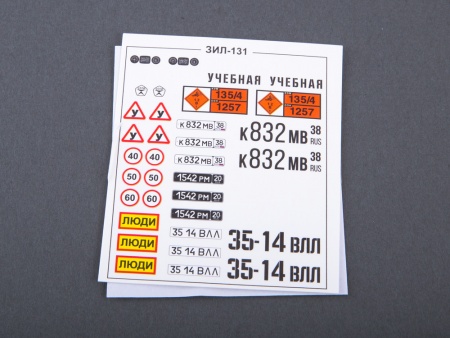 ЗИЛ-131
УЧЕБНАЯ УЧЕБНАЯ
135/4
1257
135/4
1257
У У
У У
К 832 МВ 38
К 832 МВ 38
К 832 МВ 38
К 832 МВ 38 RUS
К 832 МВ 38 RUS
40 40
50 50
60 60
1542 РМ 20
1542 РМ 20
1542 РМ 20
ЛЮДИ
ЛЮДИ
ЛЮДИ
35 14 ВЛЛ
35 14 ВЛЛ
35 14 ВЛЛ
35-14 ВЛЛ
35-14 ВЛЛ